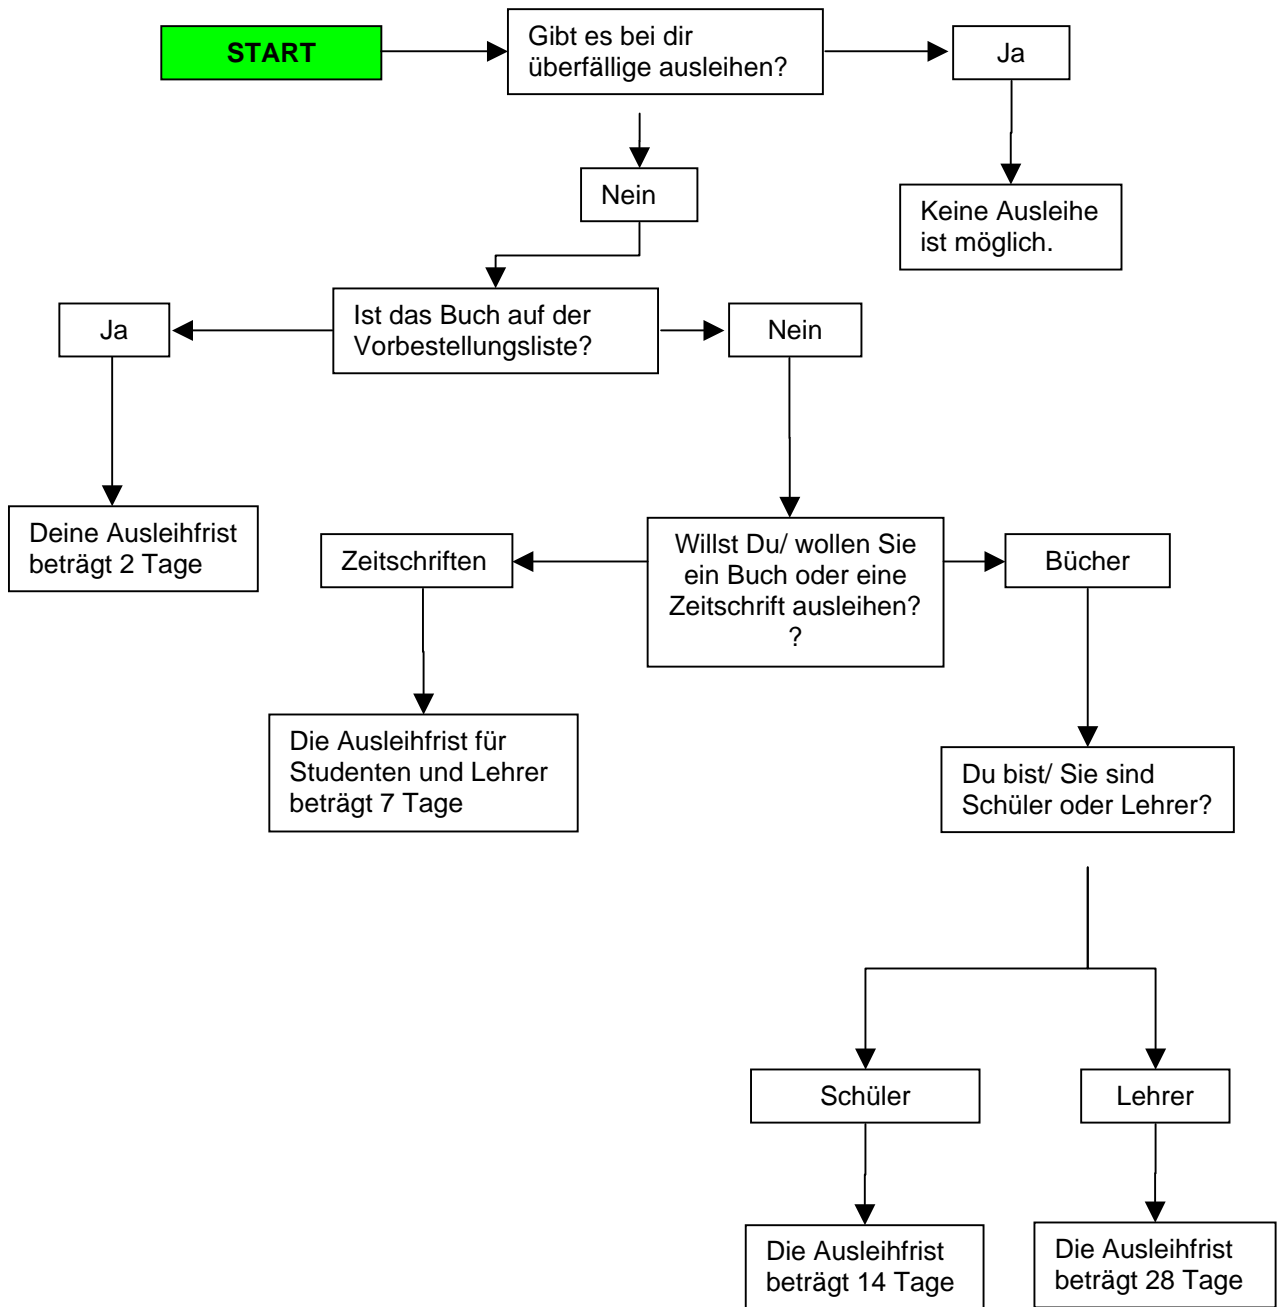 START
Gibt es bei dir
überfällige ausleihen?
Ja
Nein
Keine Ausleihe
ist möglich.
Ja
Ist das Buch auf der
Vorbestellungsliste?
Nein
Deine Ausleihfrist
beträgt 2 Tage
Zeitschriften
Willst Du/ wollen Sie
ein Buch oder eine
Zeitschrift ausleihen?
?
Bücher
Die Ausleihfrist für
Studenten und Lehrer
beträgt 7 Tage
Du bist/ Sie sind
Schüler oder Lehrer?
Schüler
Lehrer
Die Ausleihfrist
beträgt 14 Tage
Die Ausleihfrist
beträgt 28 Tage